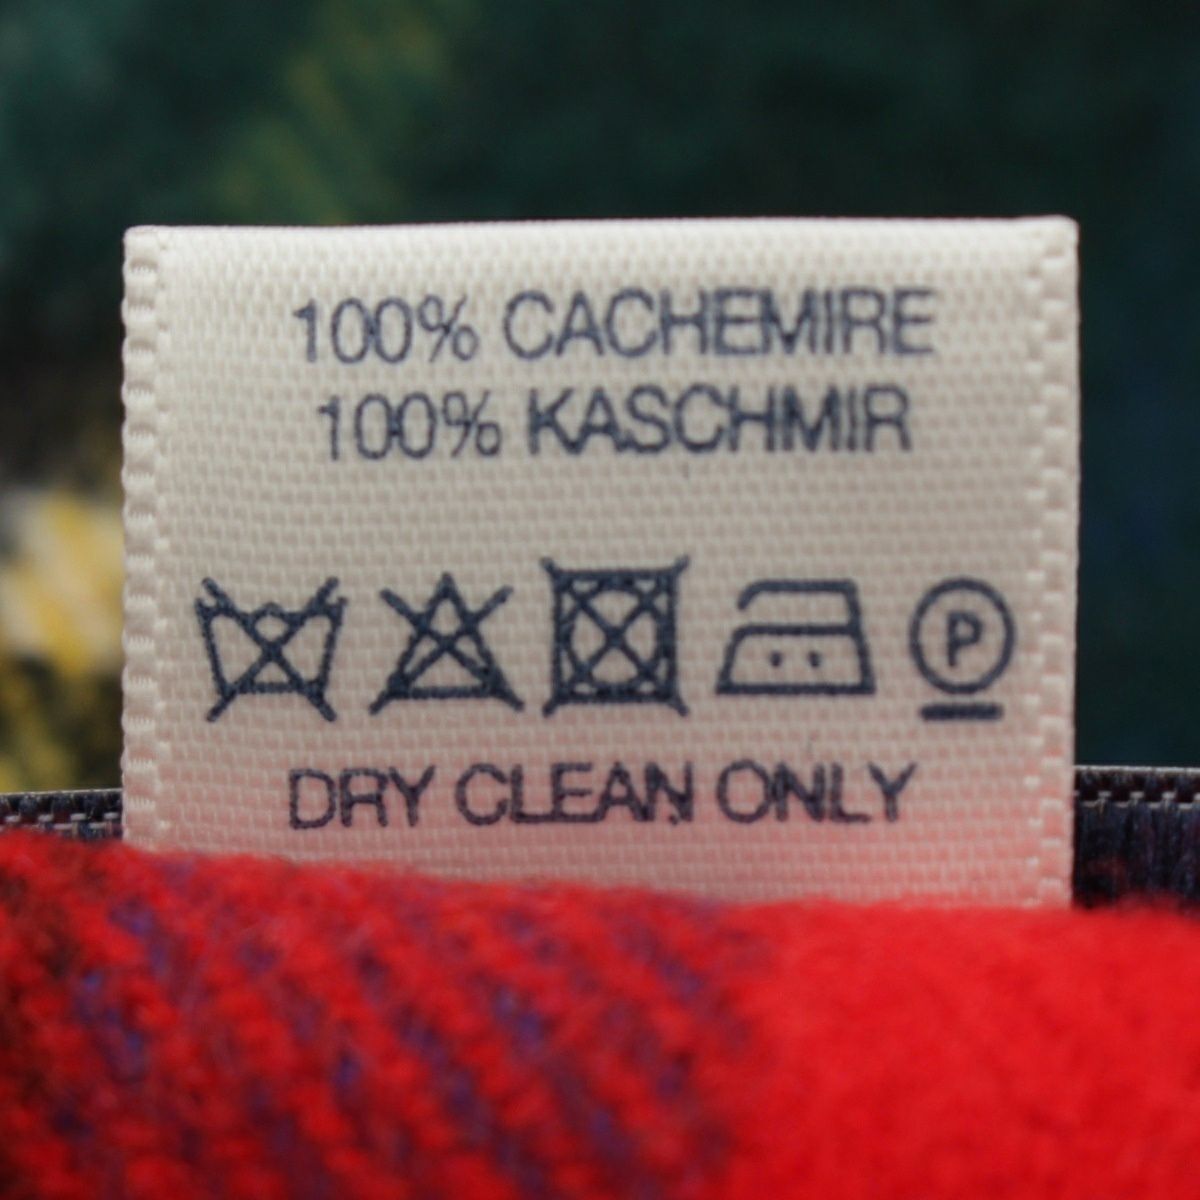 100% CACHEMIRE
100% KASCHMIR
P
DRY CLEAN ONLY